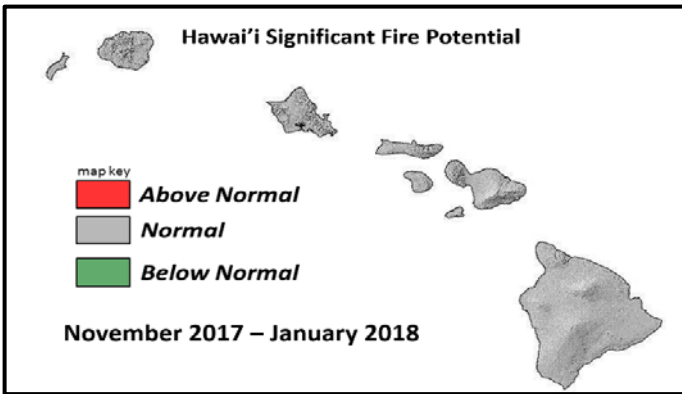 Hawai’i Significant Fire Potential
map key
Above Normal
Normal
Below Normal
November 2017 – January 2018